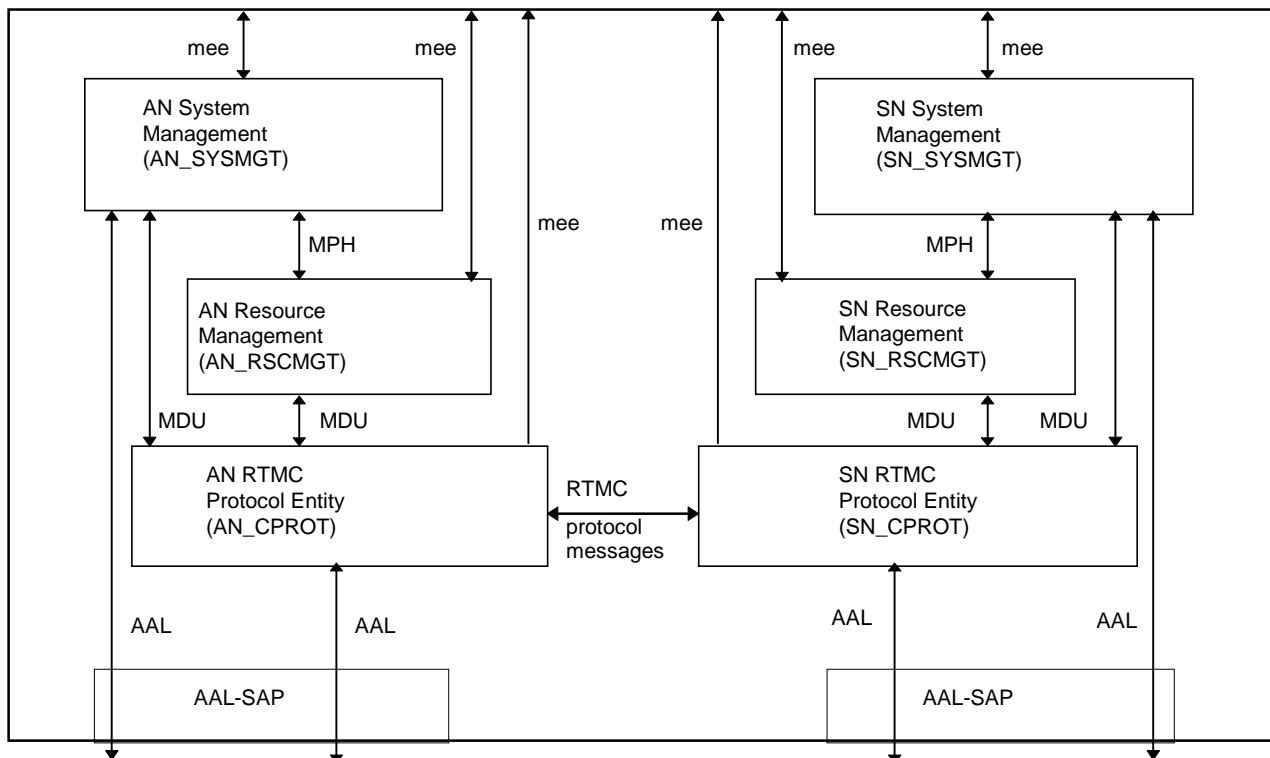 mee
mee
mee
mee
AN System
Management
(AN_SYSMGT)
SN System
Management
(SN_SYSMGT)
mee
mee
MPH
MPH
AN Resource
Management
(AN_RSCMGT)
SN Resource
Management
(SN_RSCMGT)
MDU
MDU
MDU
MDU
AN RTMC
Protocol Entity
(AN_CPROT)
RTMC
protocol
messages
SN RTMC
Protocol Entity
(SN_CPROT)
AAL
AAL
AAL
AAL
AAL-SAP
AAL-SAP